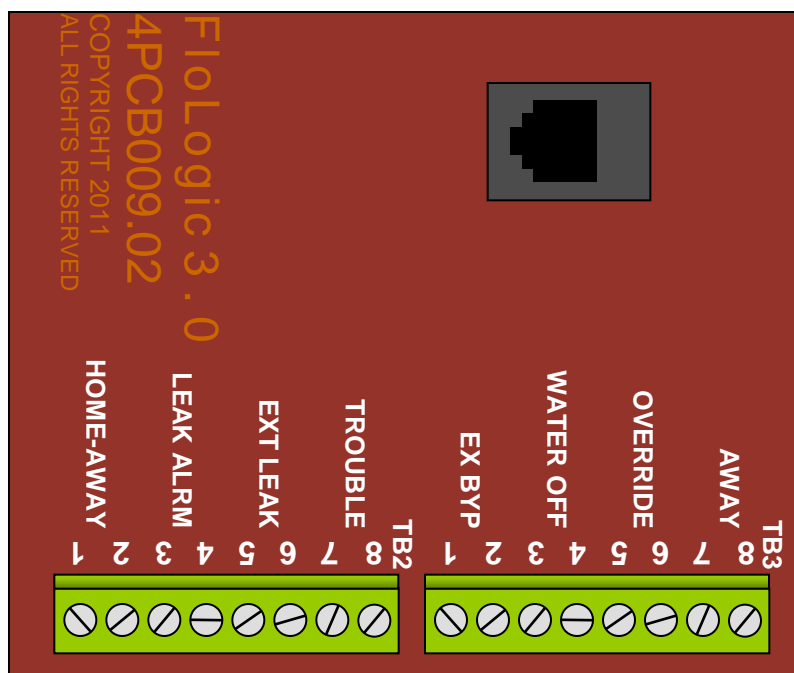 FloLogic 3.0
4PCB009.02
COPYRIGHT 2011
ALL RIGHTS RESERVED
HOME-AWAY
LEAK ALRM
EXT LEAK
TROUBLE
1 2 3 4 5 6 7 8
TB2
EX BYP
WATER OFF
OVERRIDE
AWAY
1 2 3 4 5 6 7 8
TB3